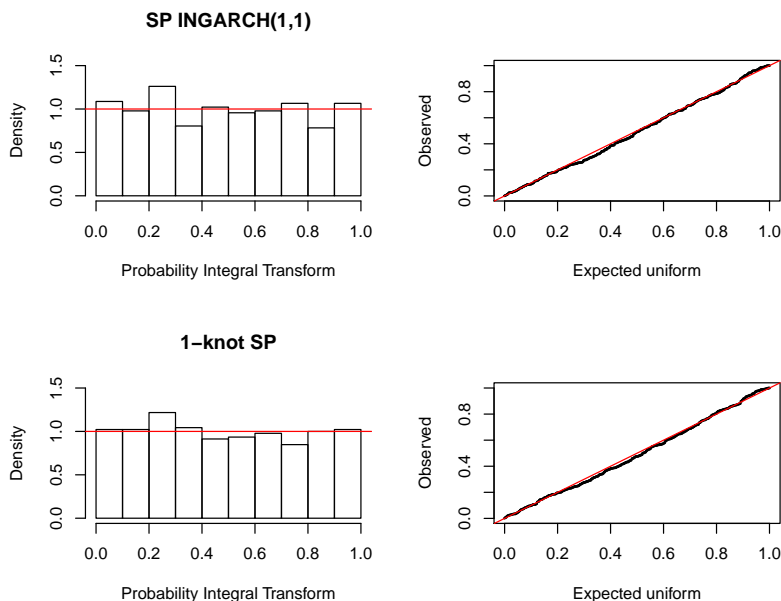 SP INGARCH(1,1)
Density
0.0 0.5 1.0 1.5
0.0 0.2 0.4 0.6 0.8 1.0
Probability Integral Transform
Observed
0.0 0.4 0.8
0.0 0.2 0.4 0.6 0.8 1.0
Expected uniform
1−knot SP
Density
0.0 0.5 1.0 1.5
0.0 0.2 0.4 0.6 0.8 1.0
Probability Integral Transform
Observed
0.0 0.4 0.8
0.0 0.2 0.4 0.6 0.8 1.0
Expected uniform